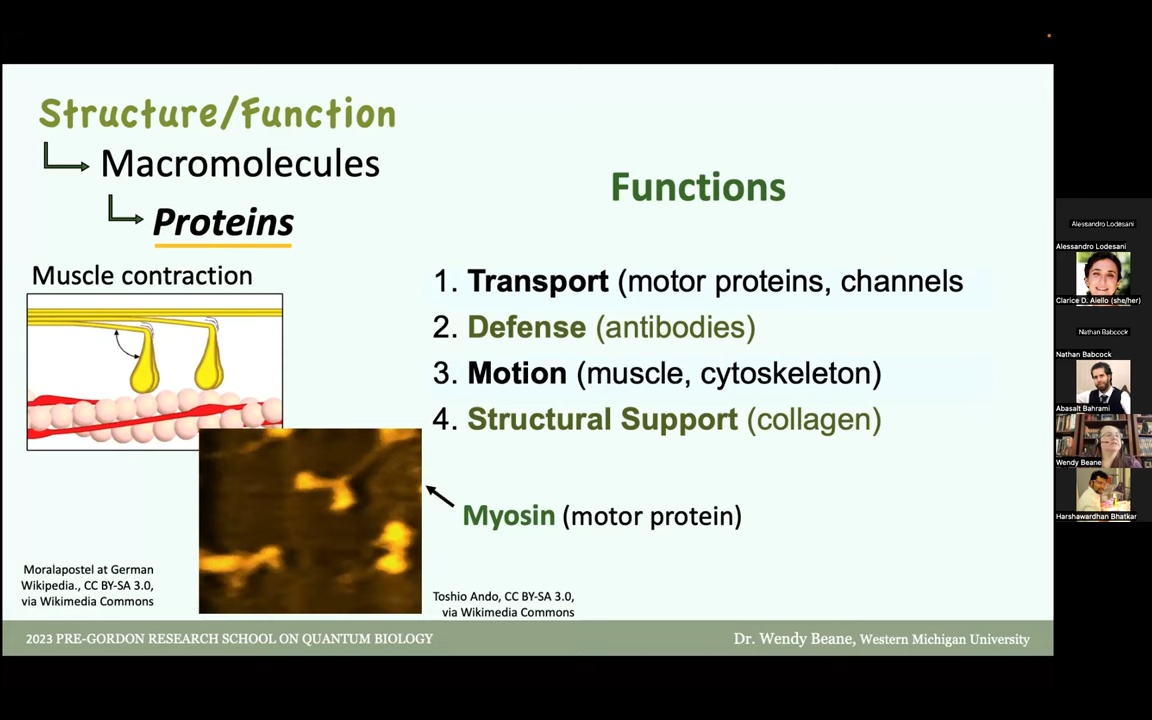 Structure/Function
Macromolecules
Proteins
Functions
Muscle contraction
1. Transport (motor proteins, channels
2. Defense (antibodies)
3. Motion (muscle, cytoskeleton)
4. Structural Support (collagen)
Myosin (motor protein)
Moralapostel at German
Wikipedia., CC BY-SA 3.0,
via Wikimedia Commons
Toshio Ando, CC BY-SA 3.0,
via Wikimedia Commons
2023 PRE-GORDON RESEARCH SCHOOL ON QUANTUM BIOLOGY
Dr. Wendy Beane, Western Michigan University
Alessandro Lodesani
Alessandro Lodesani
Clarice D. Aiello (she/her)
Nathan Babcock
Nathan Babcock
Abasalt Bahrami
Wendy Beane
Harshawardhan Bhatkar